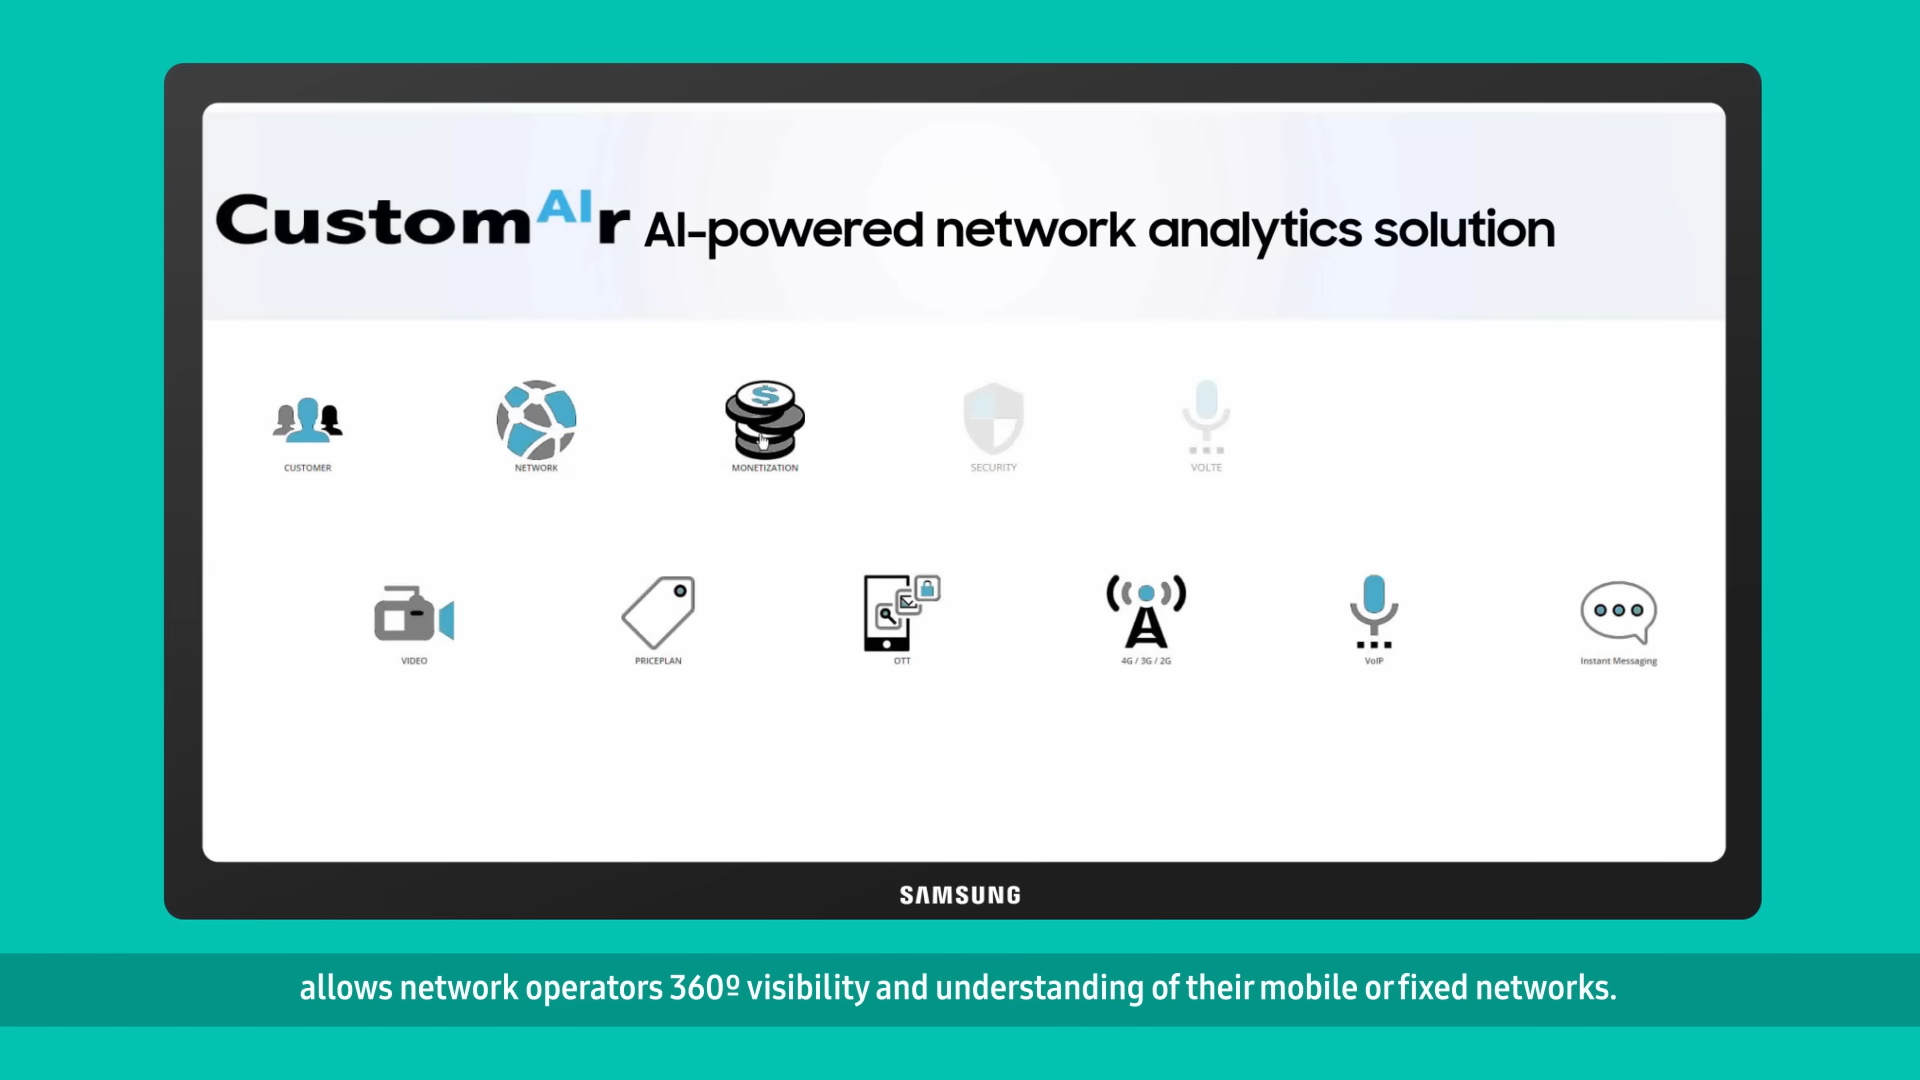 CustomAIr AI-powered network analytics solution
CUSTOMER NETWORK MONETIZATION SECURITY VOLTE
VIDEO PRICEPLAN OTT 4G / 3G / 2G VoIP Instant Messaging
SAMSUNG
allows network operators 360º visibility and understanding of their mobile or fixed networks.